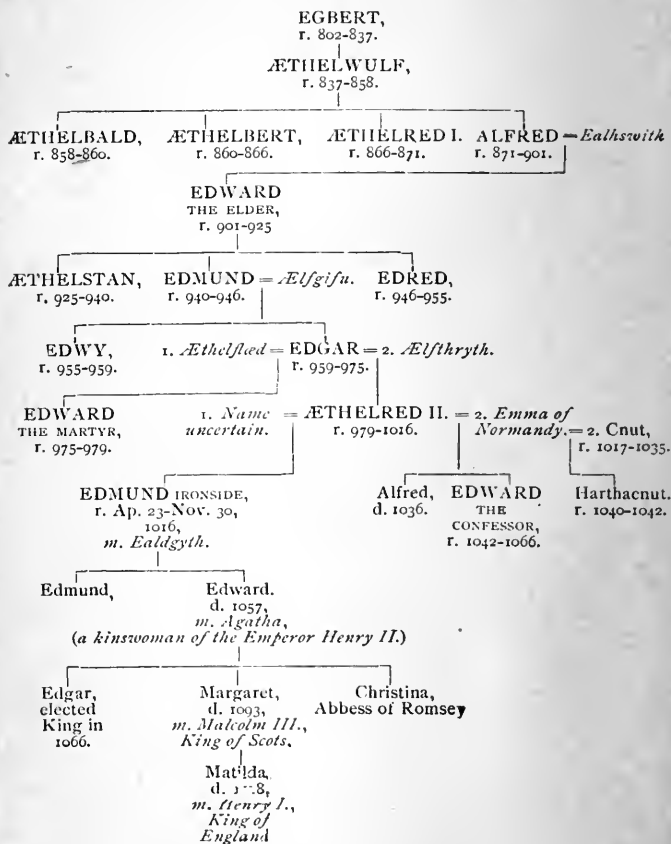 EGBERT,
r. 802-837.
ÆTHELWULF,
r. 837-858.
ÆTHELBALD, ÆTHELBERT, ÆTHELRED I. ALFRED = Ealhswith
r. 858-860. r. 860-866. r. 866-871. r. 871-901.
EDWARD
THE ELDER,
r. 901-925
ÆTHELSTAN, EDMUND = Ælfgifu. EDRED,
r. 925-940. r. 940-946. r. 946-955.
EDWY, 1. Æthelflæd = EDGAR = 2. Ælfthryth.
r. 955-959. r. 959-975.
EDWARD 1. Name = ÆTHELRED II. = 2. Emma of
THE MARTYR, uncertain. r. 979-1016. Normandy. = 2. Cnut,
r. 975-979. r. 1017-1035.
EDMUND IRONSIDE, Alfred, EDWARD Harthacnut.
r. Ap. 23-Nov. 30, d. 1036. THE r. 1040-1042.
1016, CONFESSOR,
m. Ealdgyth. r. 1042-1066.
Edmund, Edward.
d. 1057,
m. Agatha,
(a kinswoman of the Emperor Henry II.)
Edgar, Margaret, Christina,
elected d. 1093, Abbess of Romsey
King in m. Malcolm III.,
1066. King of Scots.
Matilda,
d.
m. Henry I.,
King of
England